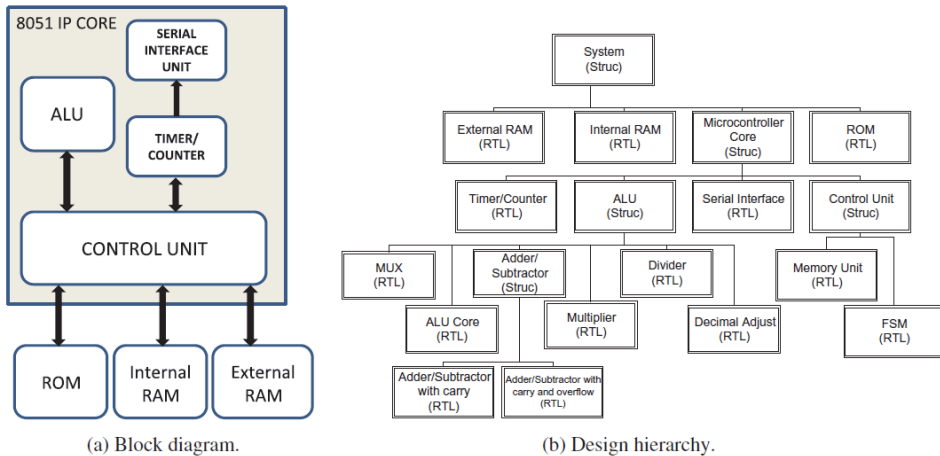 8051 IP CORE
SERIAL
INTERFACE
UNIT
ALU
TIMER/
COUNTER
CONTROL UNIT
ROM
Internal
RAM
External
RAM
(a) Block diagram.
System
(Struc)
External RAM
(RTL)
Internal RAM
(RTL)
Microcontroller
Core
(Struc)
ROM
(RTL)
Timer/Counter
(RTL)
ALU
(Struc)
Serial Interface
(RTL)
Control Unit
(Struc)
MUX
(RTL)
Adder/
Subtractor
(Struc)
Divider
(RTL)
Memory Unit
(RTL)
ALU Core
(RTL)
Multiplier
(RTL)
Decimal Adjust
(RTL)
FSM
(RTL)
Adder/Subtractor
with carry
(RTL)
Adder/Subtractor with
carry and overflow
(RTL)
(b) Design hierarchy.